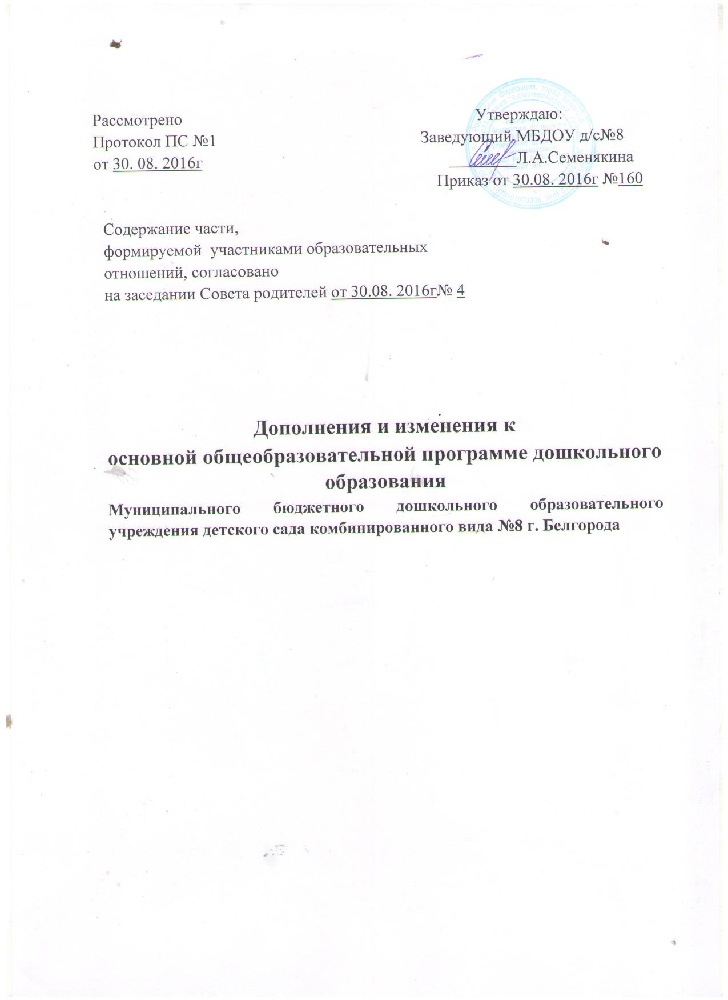 Рассмотрено
Протокол ПС №1
от 30. 08. 2016г
Утверждаю:
Заведующий МБДОУ д/с№8
_________Л.А.Семенякина
Приказ от 30.08. 2016г №160
Содержание части,
формируемой  участниками образовательных
отношений, согласовано
на заседании Совета родителей от 30.08. 2016г№ 4
Дополнения и изменения к
основной общеобразовательной программе дошкольного
образования
Муниципального бюджетного дошкольного образовательного
учреждения детского сада комбинированного вида №8 г. Белгорода